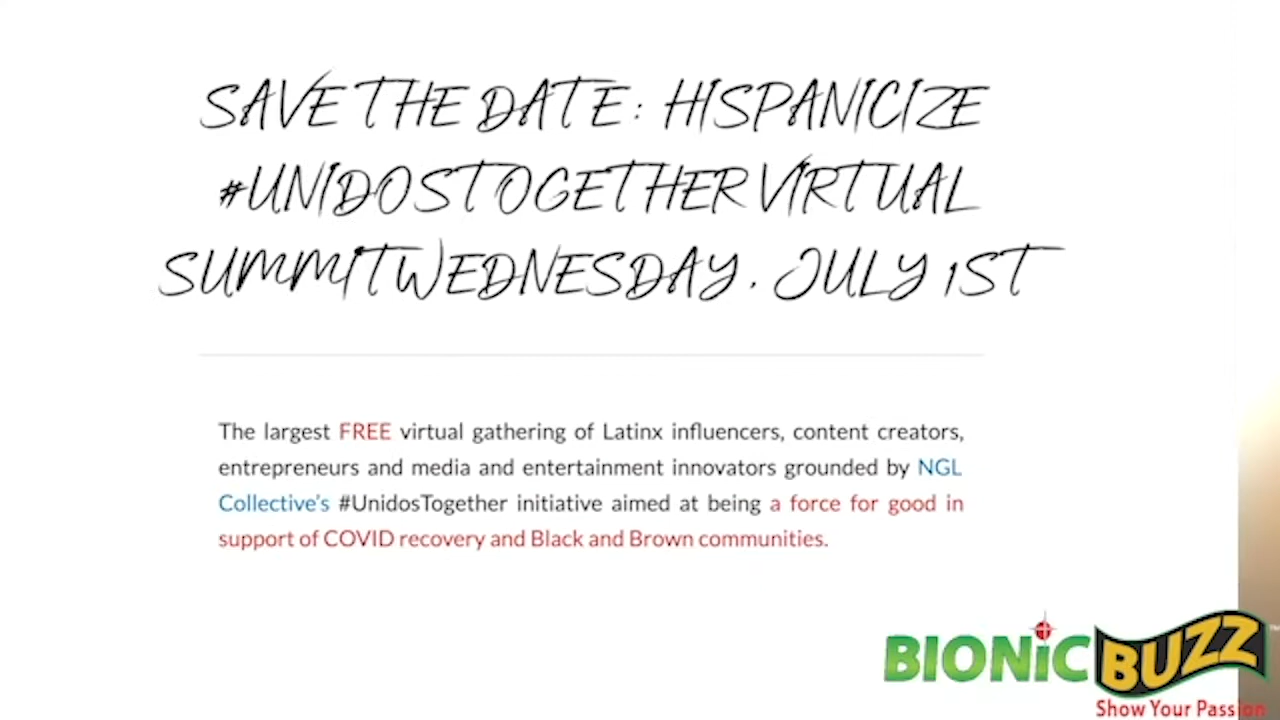 SAVE THE DATE: HISPANICIZE
#UNIDOSTOGETHER VIRTUAL
SUMMIT WEDNESDAY, JULY 1ST
The largest FREE virtual gathering of Latinx influencers, content creators,
entrepreneurs and media and entertainment innovators grounded by NGL
Collective's #UnidosTogether initiative aimed at being a force for good in
support of COVID recovery and Black and Brown communities.
BIONIC BUZZ™
Show Your Passion